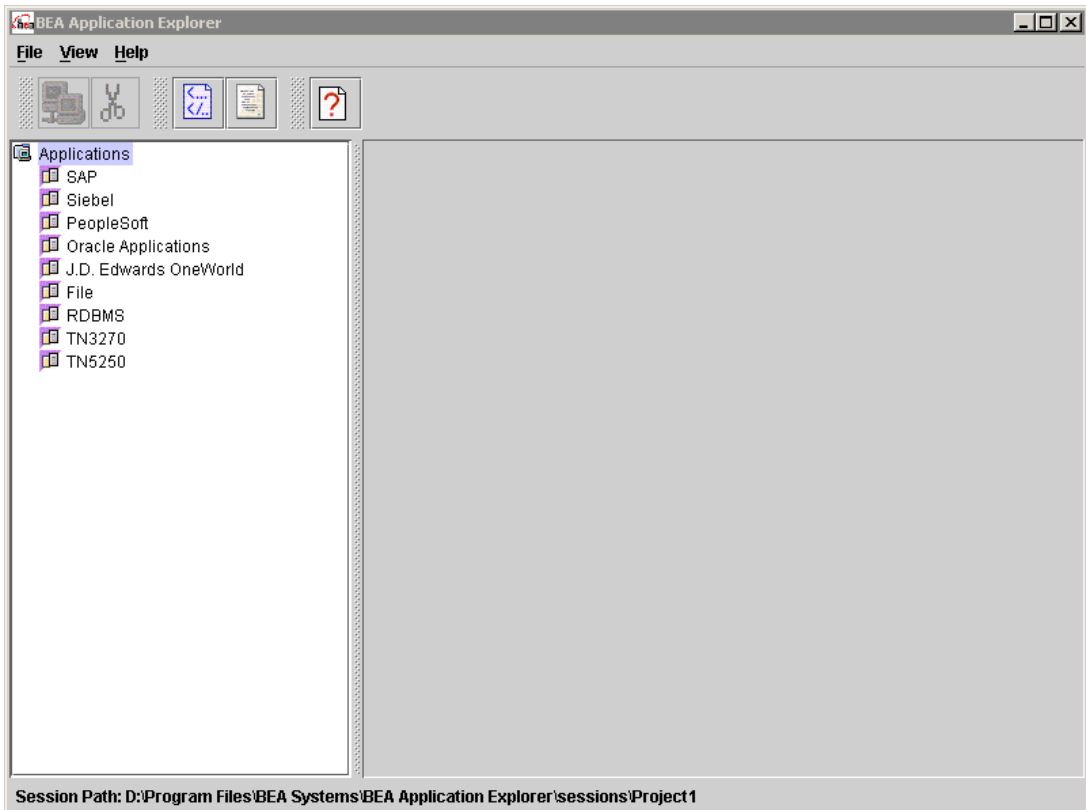 BEA Application Explorer
File View Help
Applications
SAP
Siebel
PeopleSoft
Oracle Applications
J.D. Edwards OneWorld
File
RDBMS
TN3270
TN5250
Session Path: D:\Program Files\BEA Systems\BEA Application Explorer\sessions\Project1